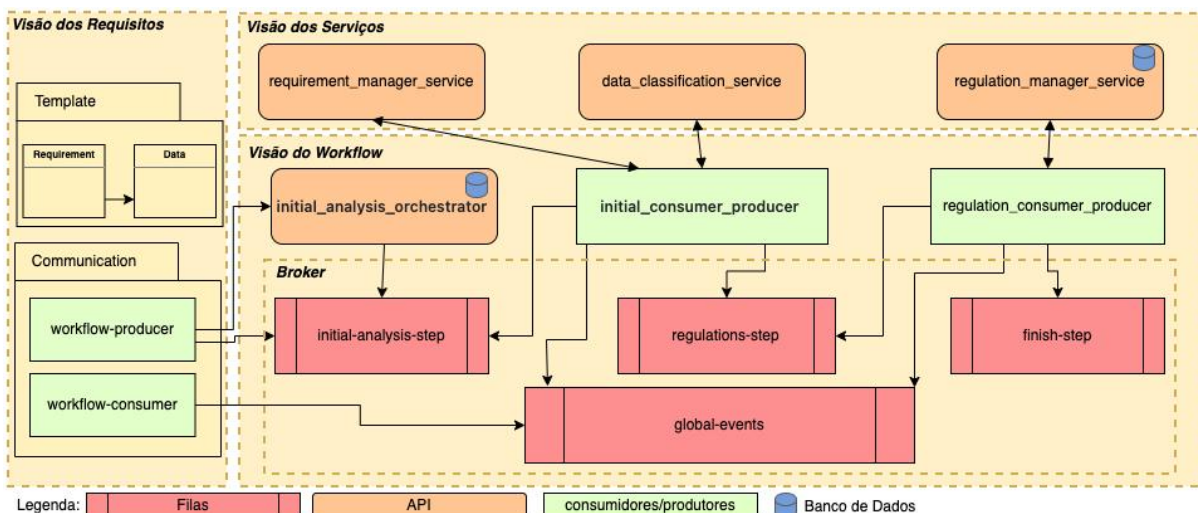 Visão dos Requisitos
Template
Requirement
Data
Communication
workflow-producer
workflow-consumer
Visão dos Serviços
requirement_manager_service
data_classification_service
regulation_manager_service
Visão do Workflow
initial_analysis_orchestrator
initial_consumer_producer
regulation_consumer_producer
Broker
initial-analysis-step
regulations-step
finish-step
global-events
Legenda:
Filas
API
consumidores/produtores
Banco de Dados